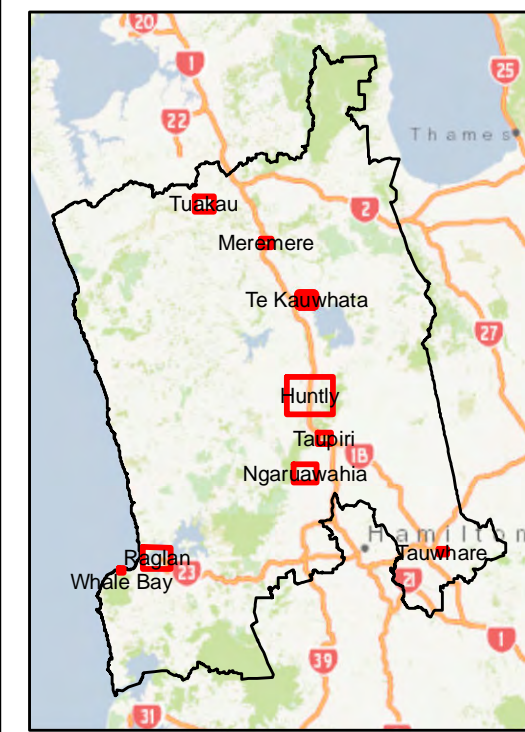 20
1
25
22
Thames
Tuakau
2
Meremere
Te Kauwhata
27
Huntly
Taupiri
1B
Ngaruawahia
Hamilton
Tauwhare
Raglan
23
Whale Bay
21
1
39
31